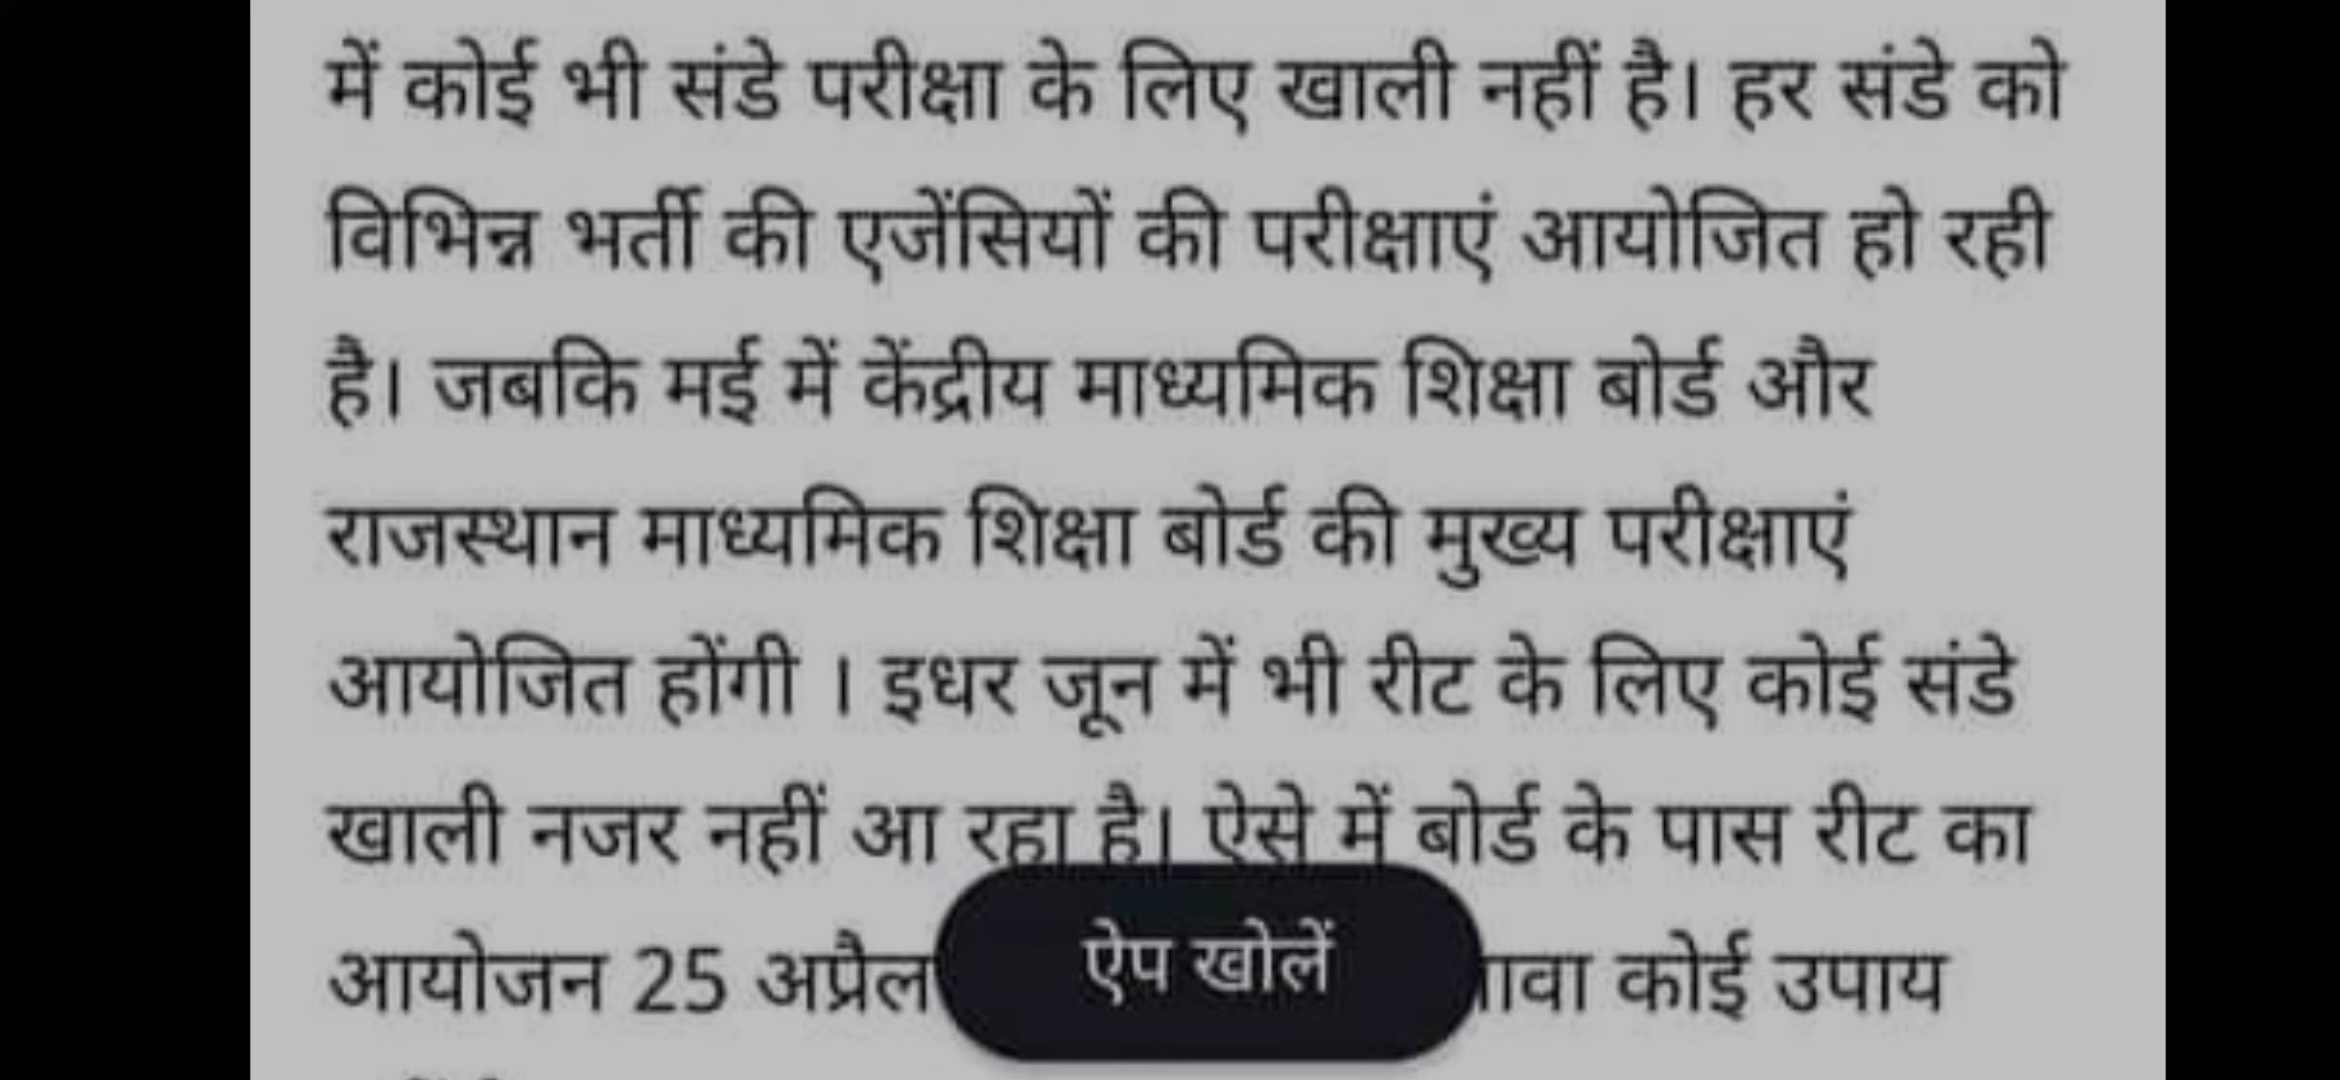 में कोई भी संडे परीक्षा के लिए खाली नहीं है। हर संडे को
विभिन्न भर्ती की एजेंसियों की परीक्षाएं आयोजित हो रही
है। जबकि मई में केंद्रीय माध्यमिक शिक्षा बोर्ड और
राजस्थान माध्यमिक शिक्षा बोर्ड की मुख्य परीक्षाएं
आयोजित होंगी । इधर जून में भी रीट के लिए कोई संडे
खाली नजर नहीं आ रहा है। ऐसे में बोर्ड के पास रीट का
आयोजन 25 अप्रैल कोई उपाय
ऐप खोलें